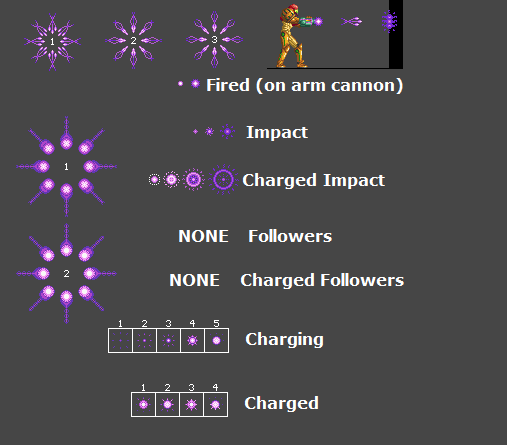 1 2 3
Fired (on arm cannon)
Impact
1
Charged Impact
NONE Followers
2
NONE Charged Followers
1 2 3 4 5
Charging
1 2 3 4
Charged